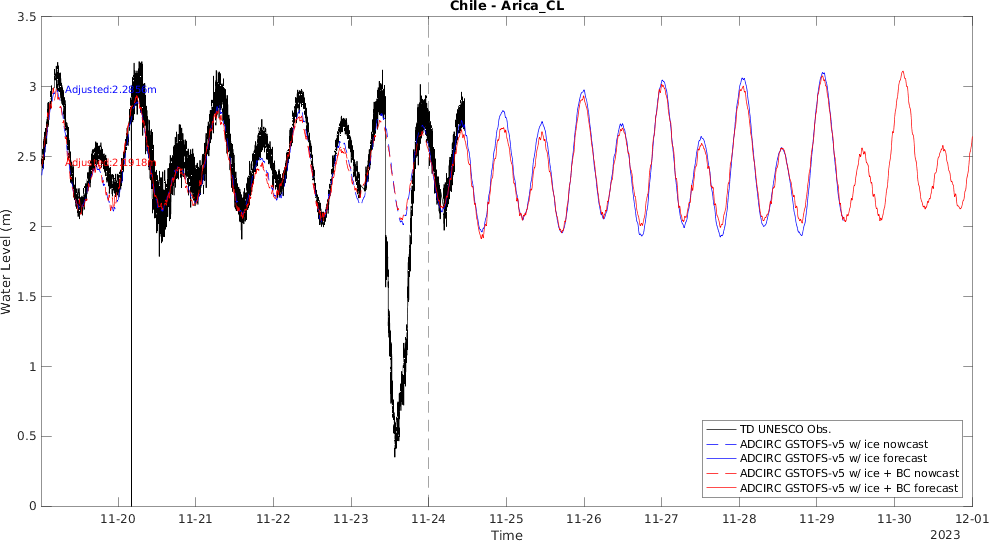 Chile - Arica_CL
3.5
3
2.5
2
1.5
1
0.5
0
Water Level (m)
11-20
11-21
11-22
11-23
11-24
11-25
11-26
11-27
11-28
11-29
11-30
12-01
Time
2023
TD UNESCO Obs.
ADCIRC GSTOFS-v5 w/ ice nowcast
ADCIRC GSTOFS-v5 w/ ice forecast
ADCIRC GSTOFS-v5 w/ ice + BC nowcast
ADCIRC GSTOFS-v5 w/ ice + BC forecast